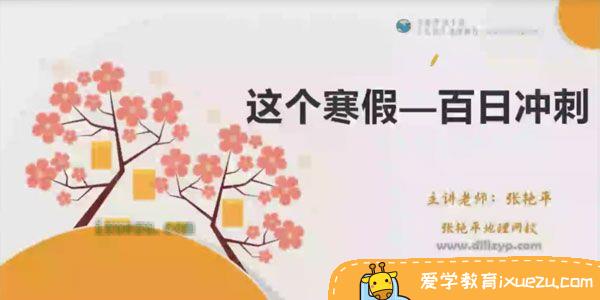 这个寒假—百日冲刺
主讲老师：张艳平
张艳平地理网校
www.dilizyp.com
爱学教育ixuezu.com